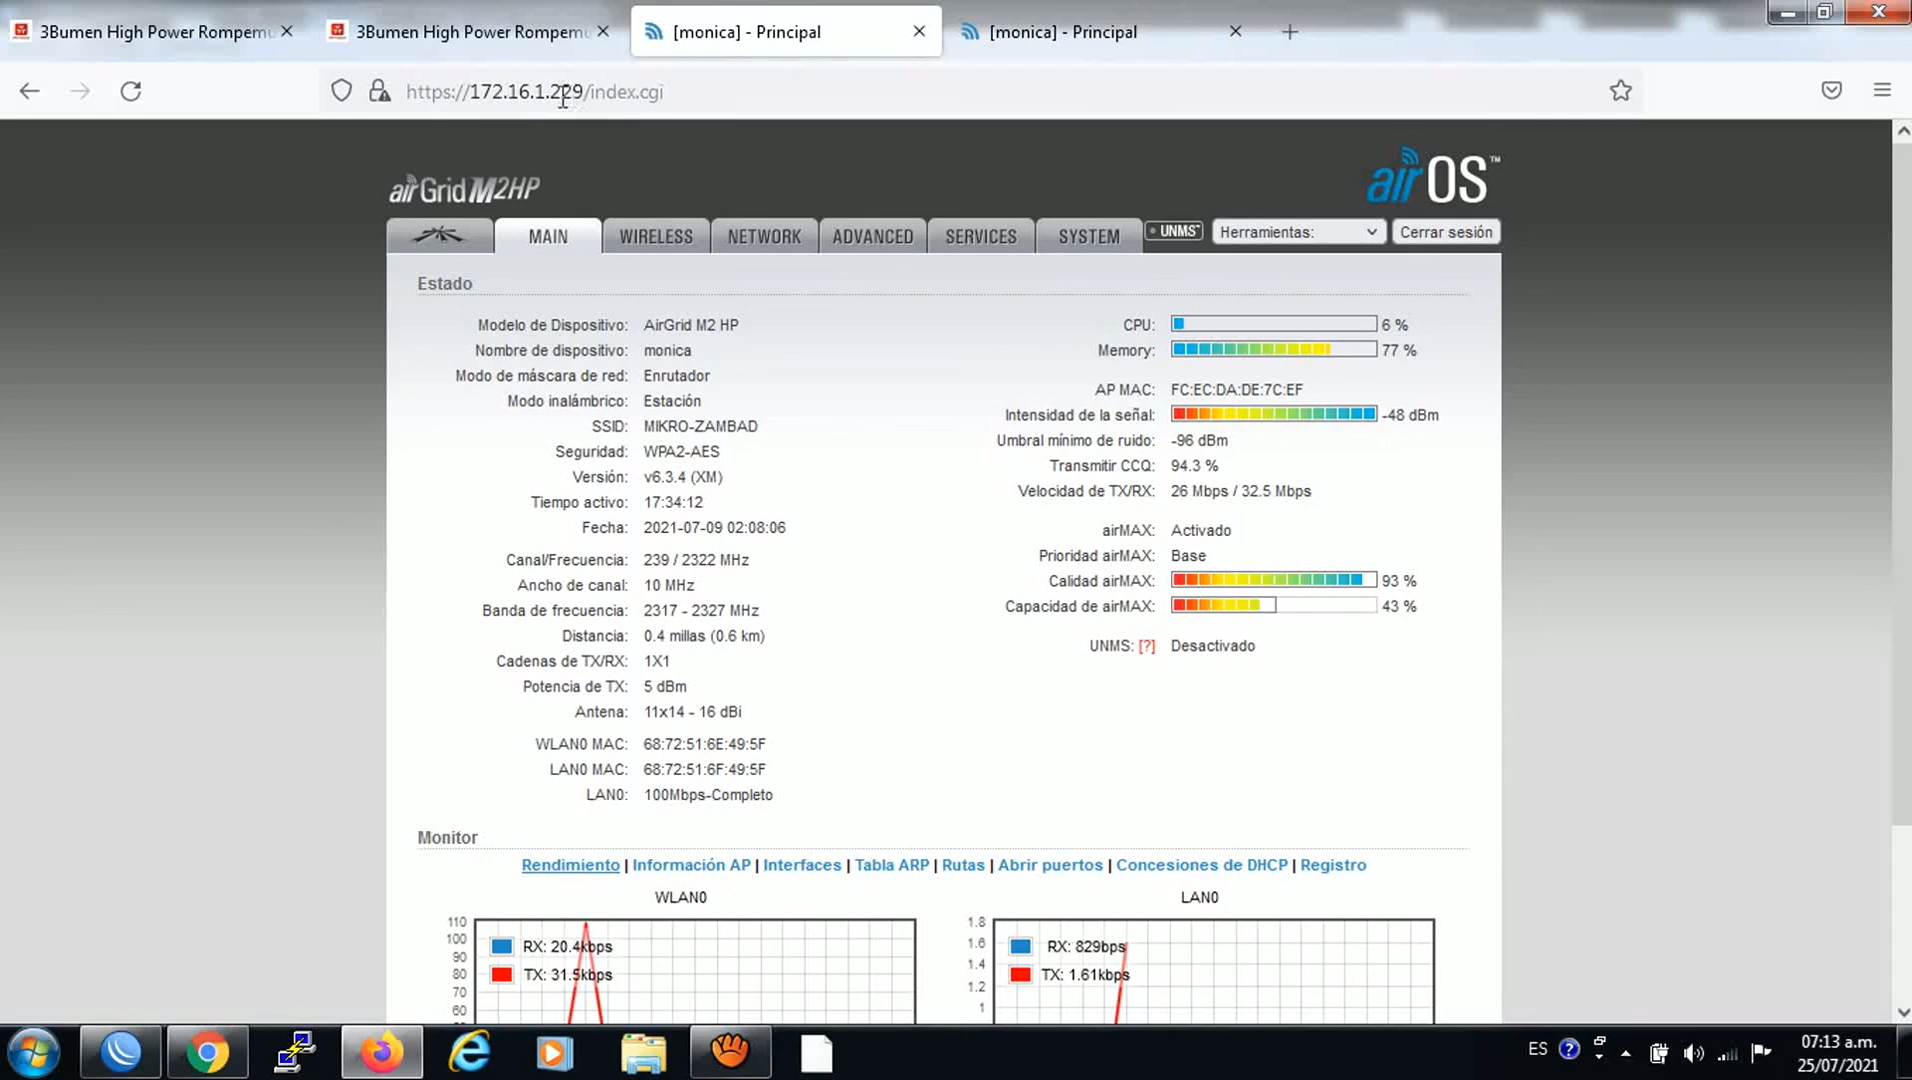 3Bumen High Power Rompemu
3Bumen High Power Rompemu
[monica] - Principal
[monica] - Principal
https://172.16.1.229/index.cgi
airGrid M2HP
airOS™
MAIN
WIRELESS
NETWORK
ADVANCED
SERVICES
SYSTEM
UNMS™
Herramientas:
Cerrar sesión
Estado
Modelo de Dispositivo: AirGrid M2 HP
Nombre de dispositivo: monica
Modo de máscara de red: Enrutador
Modo inalámbrico: Estación
SSID: MIKRO-ZAMBAD
Seguridad: WPA2-AES
Versión: v6.3.4 (XM)
Tiempo activo: 17:34:12
Fecha: 2021-07-09 02:08:06
Canal/Frecuencia: 239 / 2322 MHz
Ancho de canal: 10 MHz
Banda de frecuencia: 2317 - 2327 MHz
Distancia: 0.4 millas (0.6 km)
Cadenas de TX/RX: 1X1
Potencia de TX: 5 dBm
Antena: 11x14 - 16 dBi
WLAN0 MAC: 68:72:51:6E:49:5F
LAN0 MAC: 68:72:51:6F:49:5F
LAN0: 100Mbps-Completo
CPU: 6 %
Memory: 77 %
AP MAC: FC:EC:DA:DE:7C:EF
Intensidad de la señal: -48 dBm
Umbral mínimo de ruido: -96 dBm
Transmitir CCQ: 94.3 %
Velocidad de TX/RX: 26 Mbps / 32.5 Mbps
airMAX: Activado
Prioridad airMAX: Base
Calidad airMAX: 93 %
Capacidad de airMAX: 43 %
UNMS: [?] Desactivado
Monitor
Rendimiento | Información AP | Interfaces | Tabla ARP | Rutas | Abrir puertos | Concesiones de DHCP | Registro
WLAN0
110
100
90
80
70
60
RX: 20.4kbps
TX: 31.5kbps
LAN0
1.8
1.6
1.4
1.2
1
RX: 829bps
TX: 1.61kbps
ES
07:13 a.m.
25/07/2021